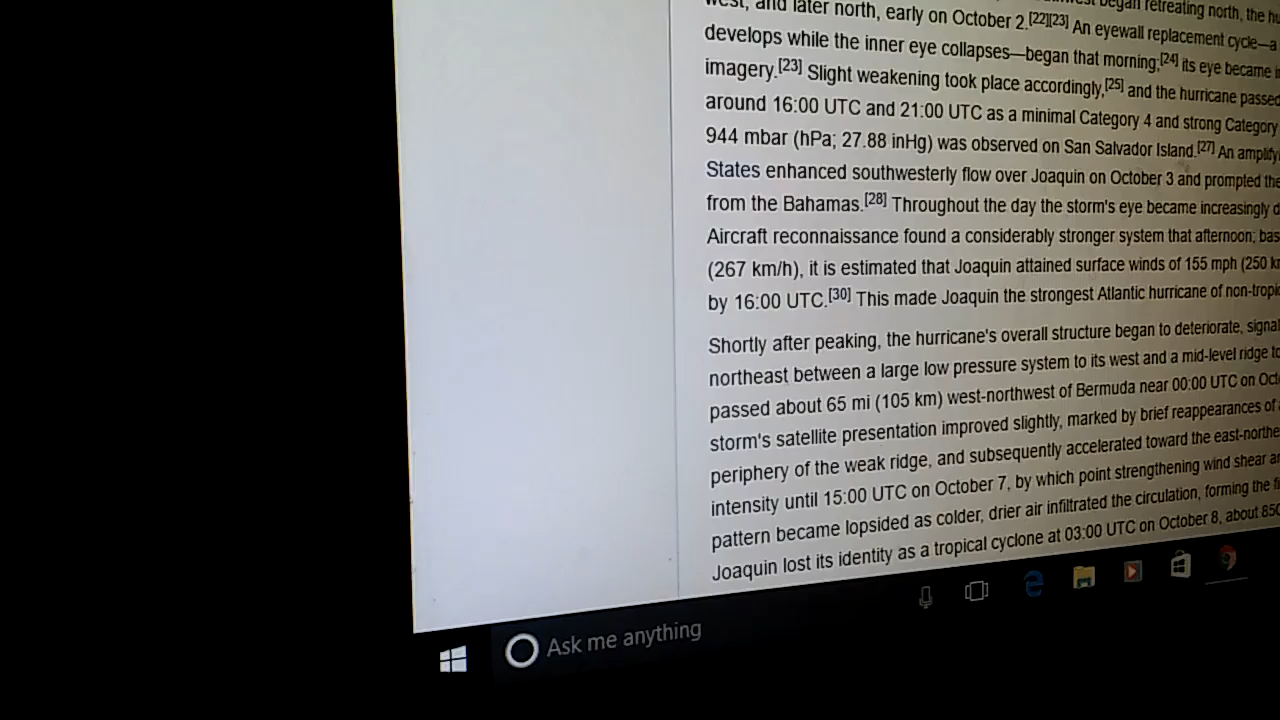 west, and later north, early on October 2.[22][23] An eyewall replacement cycle—a
develops while the inner eye collapses—began that morning;[24] its eye became
imagery.[23] Slight weakening took place accordingly,[25] and the hurricane passed
around 16:00 UTC and 21:00 UTC as a minimal Category 4 and strong Category
944 mbar (hPa; 27.88 inHg) was observed on San Salvador Island.[27] An
States enhanced southwesterly flow over Joaquin on October 3 and prompted the
from the Bahamas.[28] Throughout the day the storm's eye became increasingly
Aircraft reconnaissance found a considerably stronger system that afternoon;
(267 km/h), it is estimated that Joaquin attained surface winds of 155 mph (250
by 16:00 UTC.[30] This made Joaquin the strongest Atlantic hurricane of
Shortly after peaking, the hurricane's overall structure began to deteriorate,
northeast between a large low pressure system to its west and a mid-level ridge
passed about 65 mi (105 km) west-northwest of Bermuda near 00:00 UTC on
storm's satellite presentation improved slightly, marked by brief reappearances of
periphery of the weak ridge, and subsequently accelerated toward the
intensity until 15:00 UTC on October 7, by which point strengthening wind shear
pattern became lopsided as colder, drier air infiltrated the circulation, forming the
Joaquin lost its identity as a tropical cyclone at 03:00 UTC on October 8, about
Ask me anything